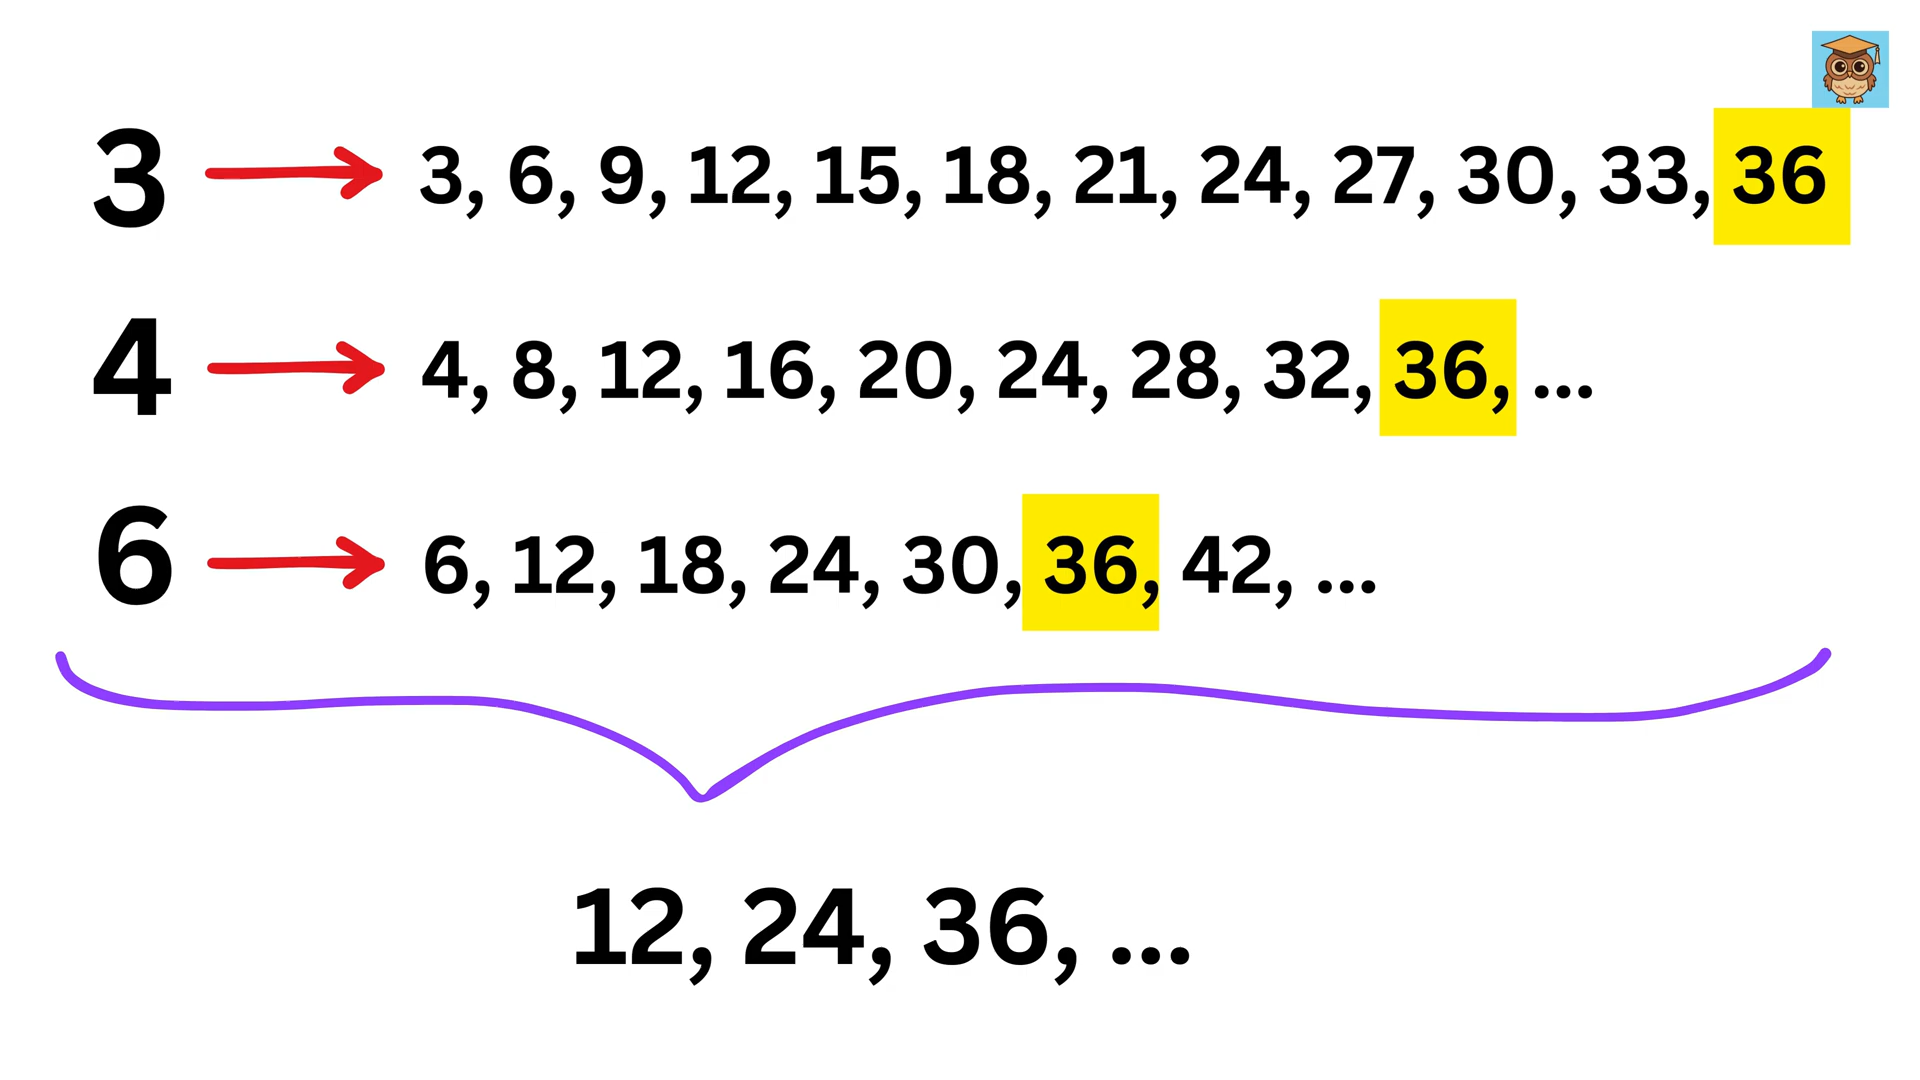 3 3, 6, 9, 12, 15, 18, 21, 24, 27, 30, 33, 36
4 4, 8, 12, 16, 20, 24, 28, 32, 36, ...
6 6, 12, 18, 24, 30, 36, 42, ...
12, 24, 36, ...